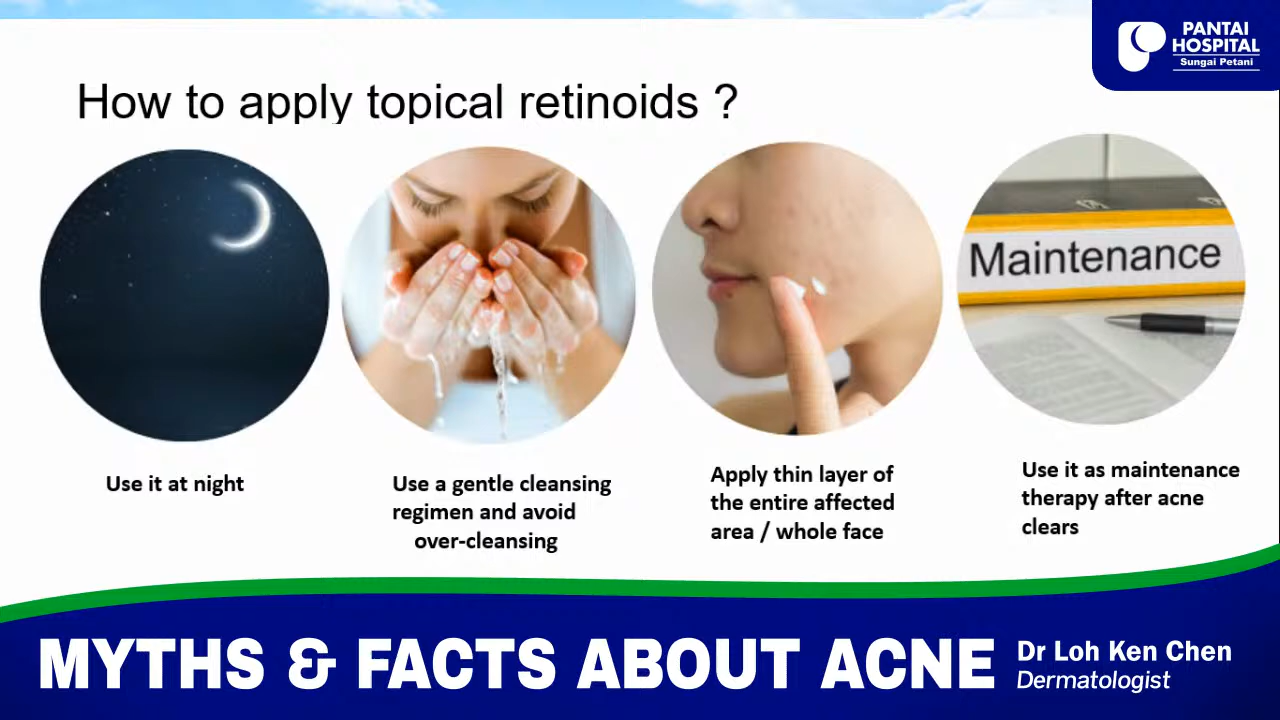 PANTAI
HOSPITAL
Sungai Petani
How to apply topical retinoids ?
Maintenance
Use it at night
Use a gentle cleansing
regimen and avoid
over-cleansing
Apply thin layer of
the entire affected
area / whole face
Use it as maintenance
therapy after acne
clears
MYTHS & FACTS ABOUT ACNE
Dr Loh Ken Chen
Dermatologist